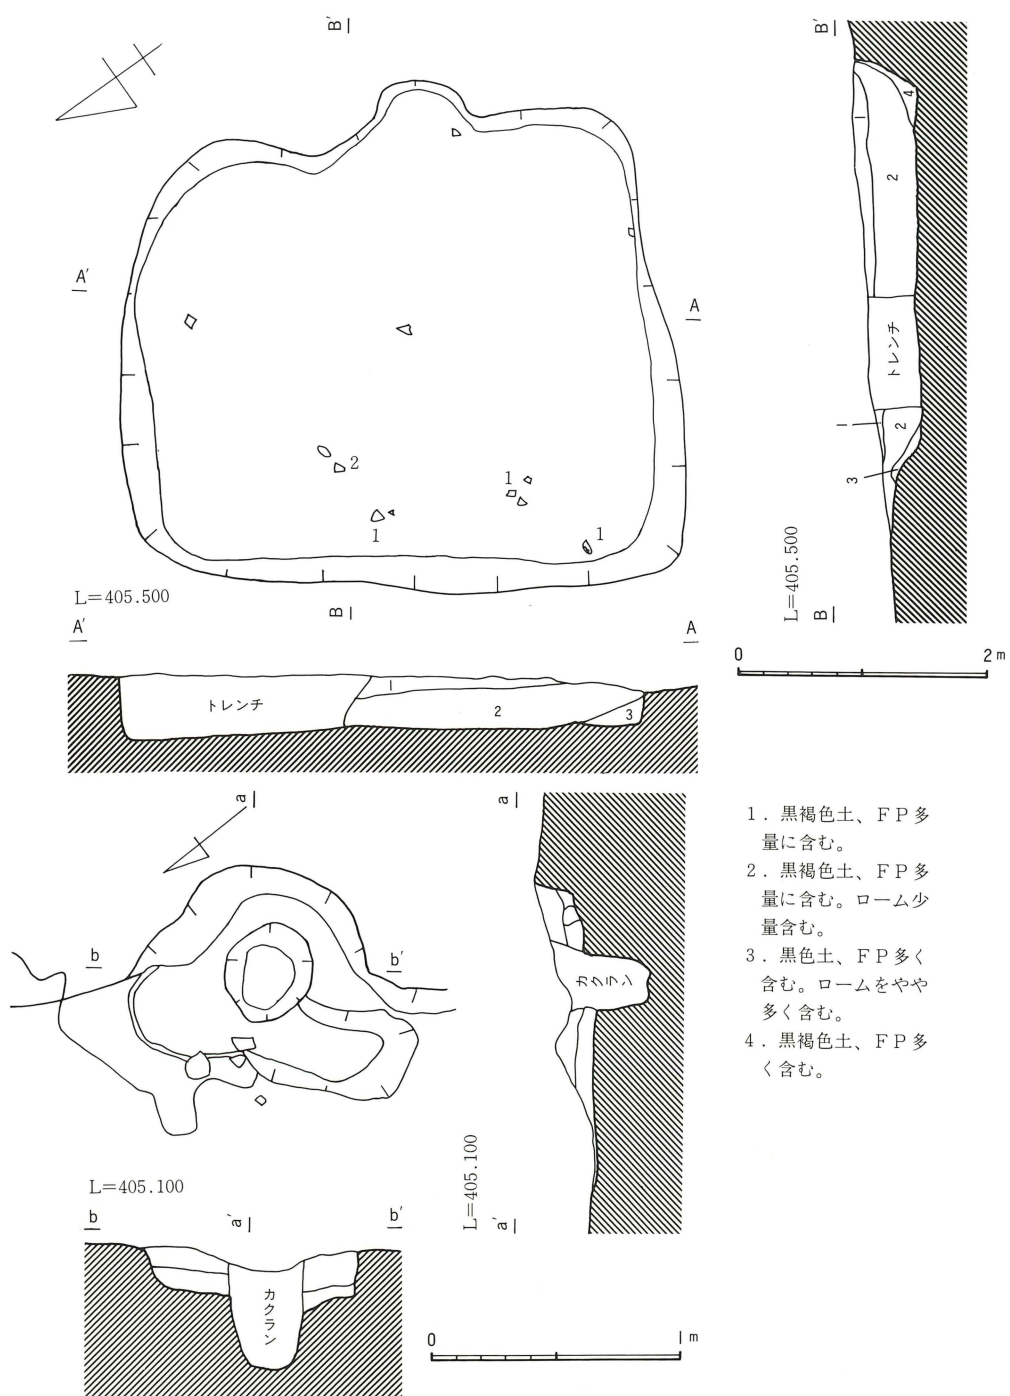 B′
B′
4
1
2
A′
A
トレンチ
1
2
3
2
1
1
1
L=405.500
L=405.500
B
B
A′
A
0 2m
トレンチ
1
2
3
a
a
1．黒褐色土、ＦＰ多
量に含む。
2．黒褐色土、ＦＰ多
量に含む。ローム少
量含む。
3．黒色土、ＦＰ多く
含む。ロームをやや
多く含む。
4．黒褐色土、ＦＰ多
く含む。
b
b′
カクラン
L=405.100
L=405.100
b
a′
b′
a′
カクラン
0 1m